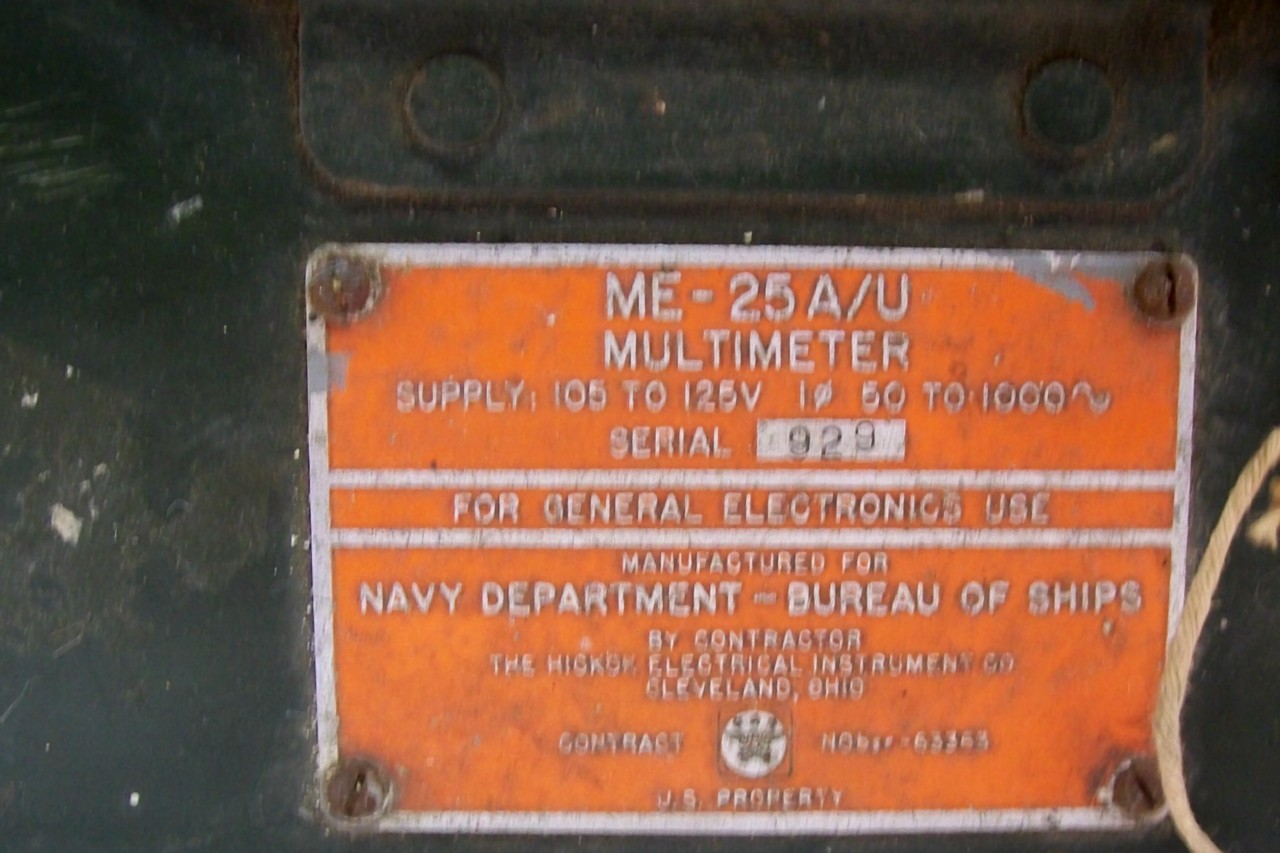 ME-25A/U
MULTIMETER
SUPPLY: 105 TO 125V 1Ø 50 TO 1000~
SERIAL 929
FOR GENERAL ELECTRONICS USE
MANUFACTURED FOR
NAVY DEPARTMENT - BUREAU OF SHIPS
BY CONTRACTOR
THE HICKOK ELECTRICAL INSTRUMENT CO
CLEVELAND, OHIO
CONTRACT NObsr-63363
U.S. PROPERTY